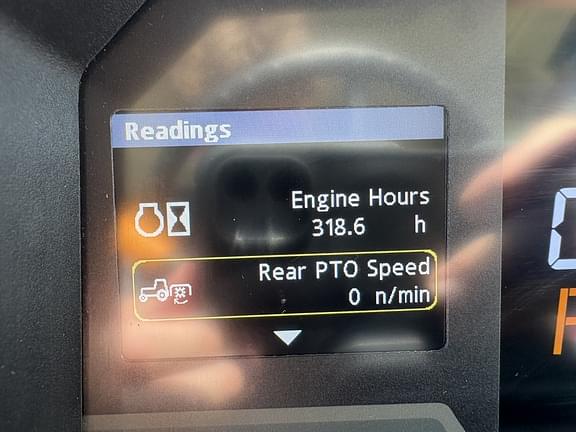 Readings
Engine Hours
318.6 h
Rear PTO Speed
0 n/min